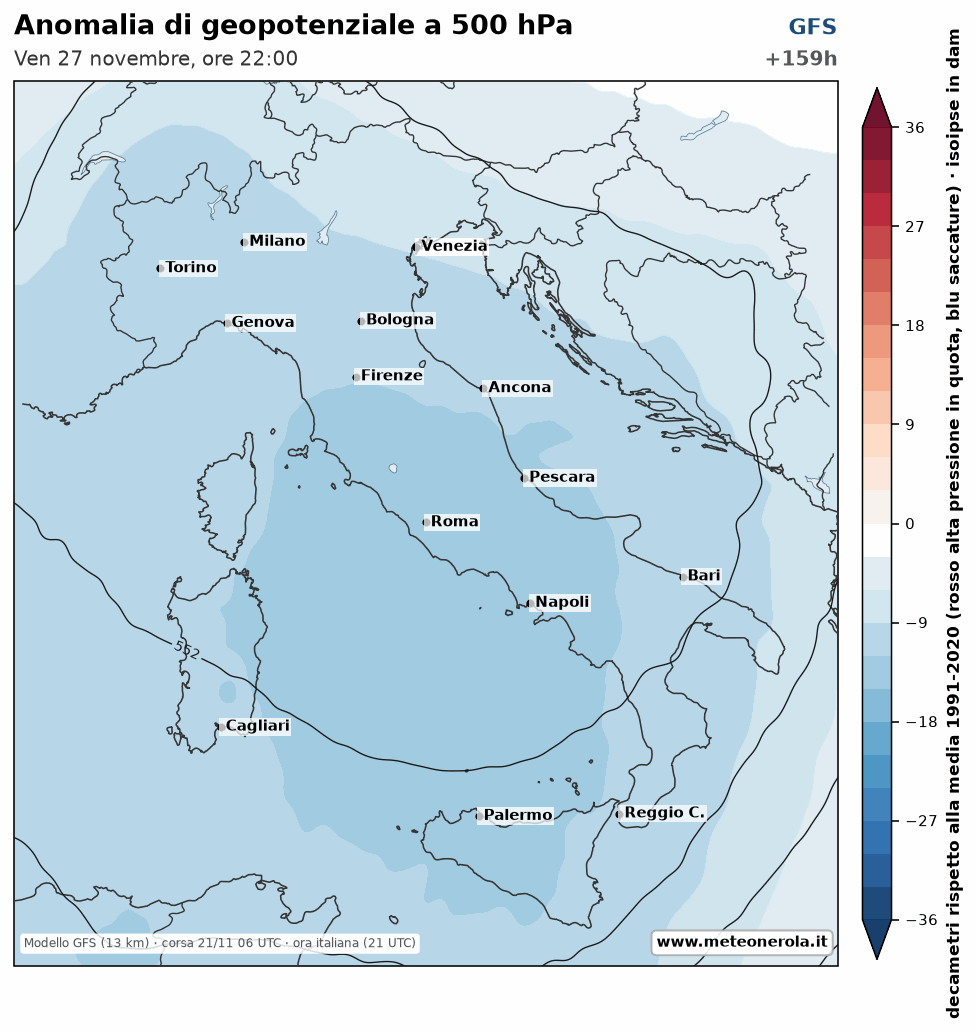 Anomalia di geopotenziale a 500 hPa
GFS
Ven 27 novembre, ore 22:00
+159h
Milano
Venezia
Torino
Genova
Bologna
Firenze
Ancona
Pescara
Roma
Bari
Napoli
552
Cagliari
Palermo
Reggio C.
Modello GFS (13 km) · corsa 21/11 06 UTC · ora italiana (21 UTC)
www.meteonerola.it
36
27
18
9
0
−9
−18
−27
−36
decametri rispetto alla media 1991-2020 (rosso alta pressione in quota, blu saccature) · isoipse in dam